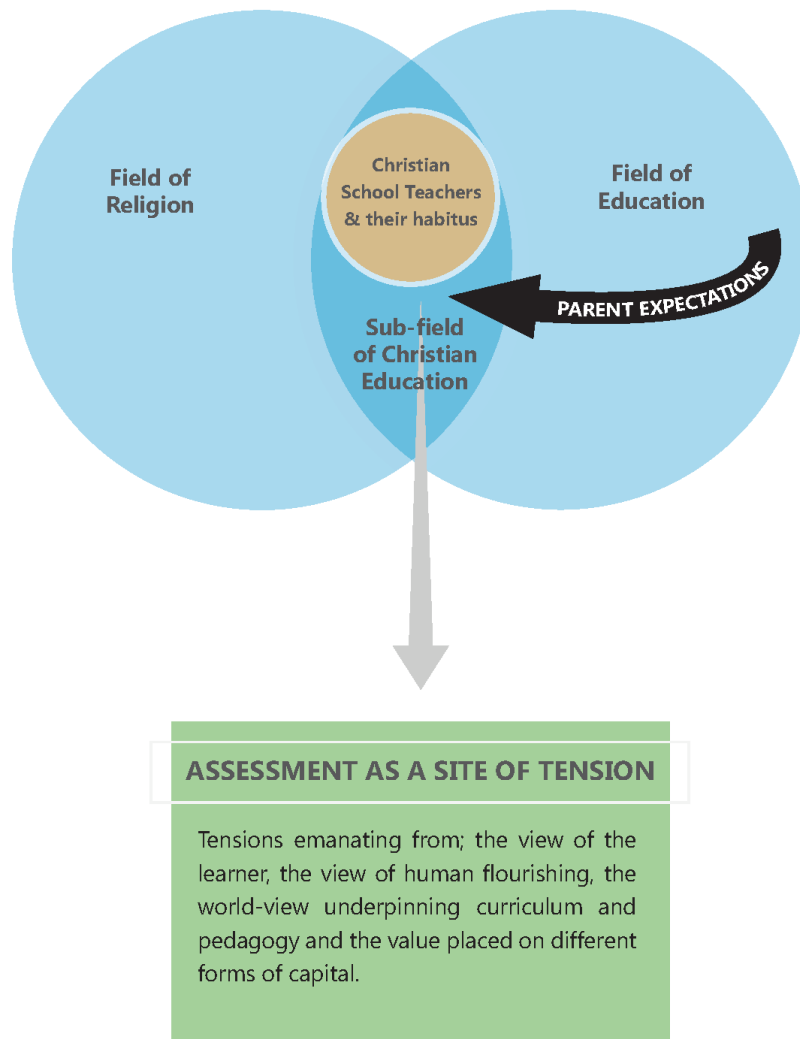 Field of
Religion
Christian
School Teachers
& their habitus
Field of
Education
PARENT EXPECTATIONS
Sub-field
of Christian
Education
ASSESSMENT AS A SITE OF TENSION
Tensions emanating from; the view of the
learner, the view of human flourishing, the
world-view underpinning curriculum and
pedagogy and the value placed on different
forms of capital.